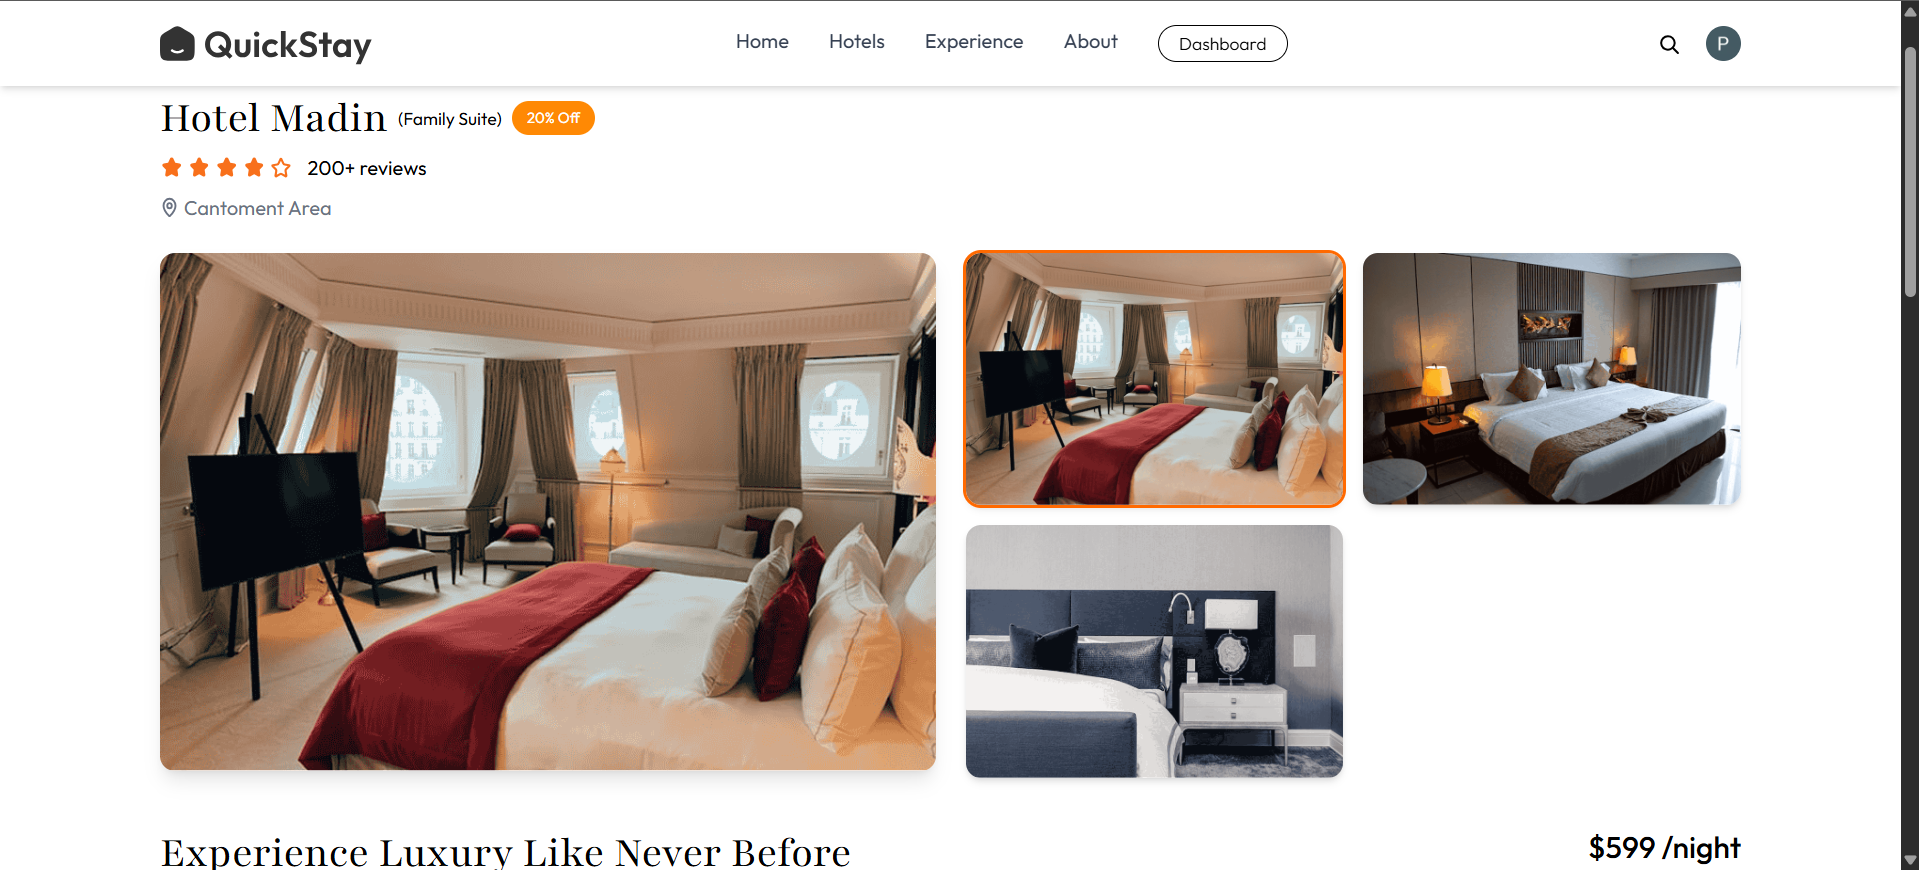 QuickStay
Home Hotels Experience About Dashboard
P
Hotel Madin (Family Suite) 20% Off
200+ reviews
Cantoment Area
Experience Luxury Like Never Before
$599 /night